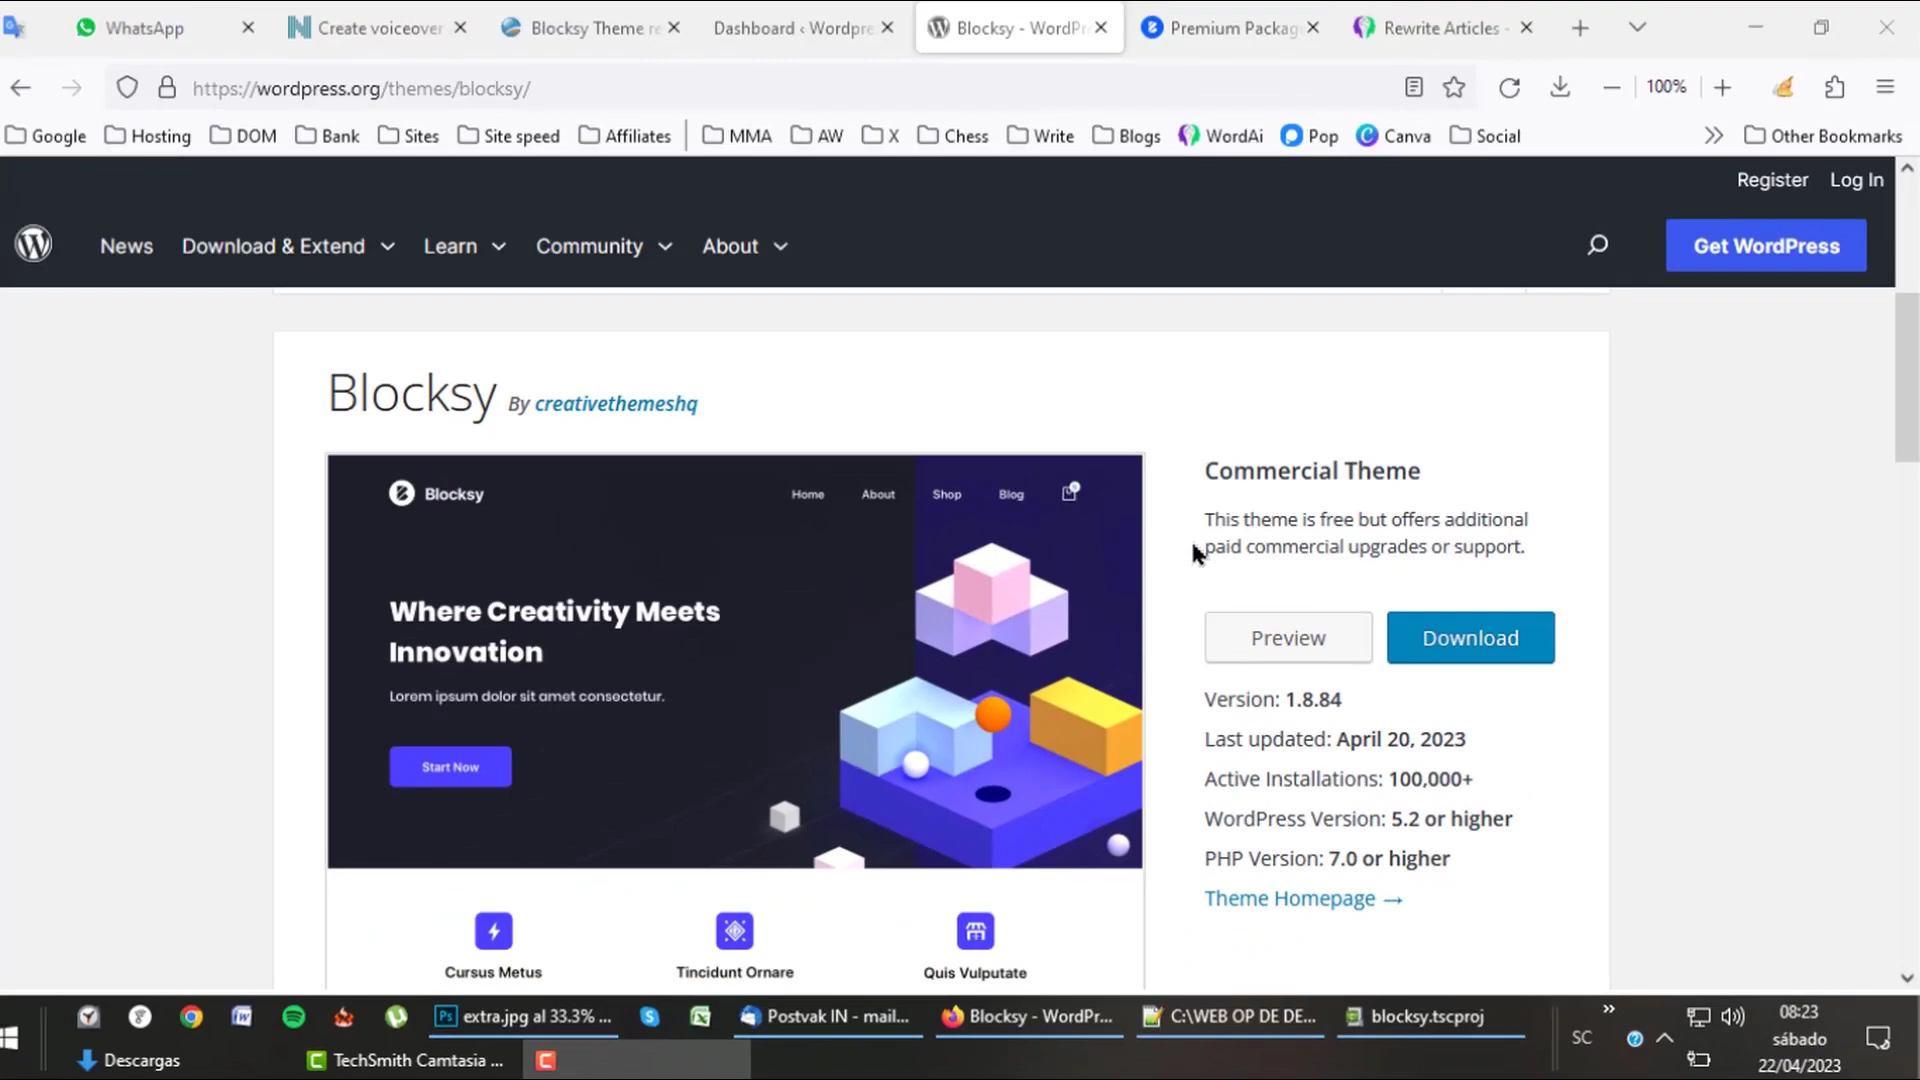 WhatsApp
Create voiceover
Blocksy Theme re
Dashboard ‹ Wordpre
Blocksy - WordPr
Premium Packag
Rewrite Articles -
https://wordpress.org/themes/blocksy/
100%
Google
Hosting
DOM
Bank
Sites
Site speed
Affiliates
MMA
AW
X
Chess
Write
Blogs
WordAi
Pop
Canva
Social
Other Bookmarks
Register
Log In
News
Download & Extend
Learn
Community
About
Get WordPress
Blocksy By creativethemeshq
Blocksy
Home
About
Shop
Blog
Where Creativity Meets
Innovation
Lorem ipsum dolor sit amet consectetur.
Start Now
Cursus Metus
Tincidunt Ornare
Quis Vulputate
Commercial Theme
This theme is free but offers additional
paid commercial upgrades or support.
Preview
Download
Version: 1.8.84
Last updated: April 20, 2023
Active Installations: 100,000+
WordPress Version: 5.2 or higher
PHP Version: 7.0 or higher
Theme Homepage →
extra.jpg al 33.3% ...
Postvak IN - mail...
Blocksy - WordPr...
C:\WEB OP DE DE...
blocksy.tscproj
Descargas
TechSmith Camtasia ...
SC
08:23
sábado
22/04/2023